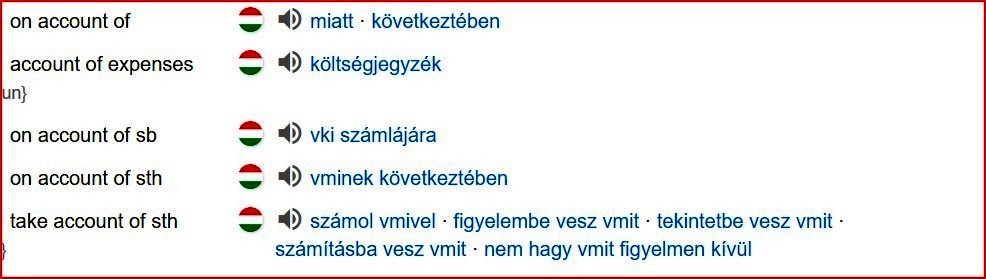 on account of miatt · következtében
account of expenses költségjegyzék
un}
on account of sb vki számlájára
on account of sth vminek következtében
take account of sth számol vmivel · figyelembe vesz vmit · tekintetbe vesz vmit ·
} számításba vesz vmit · nem hagy vmit figyelmen kívül